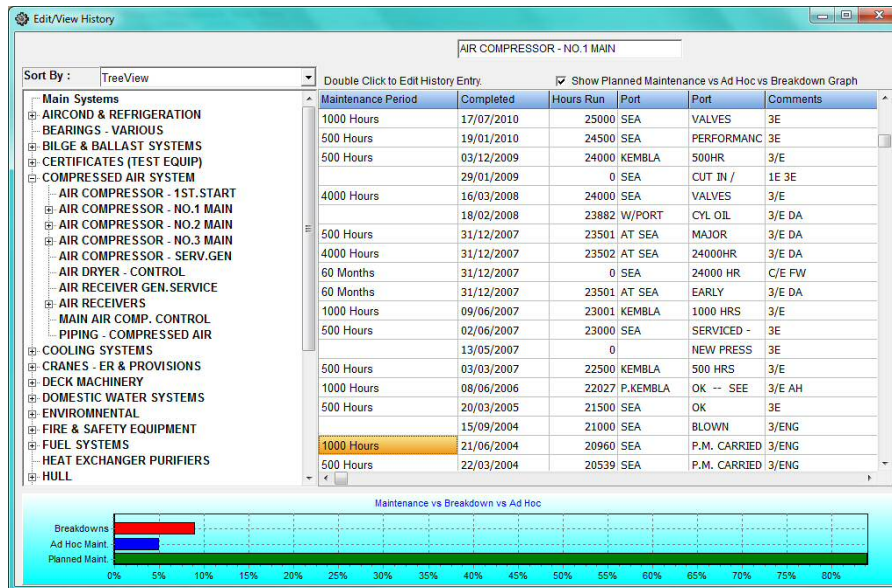 Edit/View History
AIR COMPRESSOR - NO.1 MAIN
Sort By : TreeView
Double Click to Edit History Entry. Show Planned Maintenance vs Ad Hoc vs Breakdown Graph
Main Systems
AIRCOND & REFRIGERATION
BEARINGS - VARIOUS
BILGE & BALLAST SYSTEMS
CERTIFICATES (TEST EQUIP)
COMPRESSED AIR SYSTEM
AIR COMPRESSOR - 1ST.START
AIR COMPRESSOR - NO.1 MAIN
AIR COMPRESSOR - NO.2 MAIN
AIR COMPRESSOR - NO.3 MAIN
AIR COMPRESSOR - SERV.GEN
AIR DRYER - CONTROL
AIR RECEIVER GEN.SERVICE
AIR RECEIVERS
MAIN AIR COMP. CONTROL
PIPING - COMPRESSED AIR
COOLING SYSTEMS
CRANES - ER & PROVISIONS
DECK MACHINERY
DOMESTIC WATER SYSTEMS
ENVIROMNENTAL
FIRE & SAFETY EQUIPMENT
FUEL SYSTEMS
HEAT EXCHANGER PURIFIERS
HULL
Maintenance Period Completed Hours Run Port Port Comments
1000 Hours 17/07/2010 25000 SEA VALVES 3E
500 Hours 19/01/2010 24500 SEA PERFORMANC 3E
500 Hours 03/12/2009 24000 KEMBLA 500HR 3/E
29/01/2009 0 SEA CUT IN / 1E 3E
4000 Hours 16/03/2008 24000 SEA VALVES 3/E
18/02/2008 23882 W/PORT CYL OIL 3/E DA
500 Hours 31/12/2007 23501 AT SEA MAJOR 3/E DA
4000 Hours 31/12/2007 23502 AT SEA 24000HR 3/E DA
60 Months 31/12/2007 0 SEA 24000 HR C/E FW
60 Months 31/12/2007 23501 AT SEA EARLY 3/E DA
1000 Hours 09/06/2007 23001 KEMBLA 1000 HRS 3/E
500 Hours 02/06/2007 23000 SEA SERVICED - 3E
13/05/2007 0 NEW PRESS 3E
500 Hours 03/03/2007 22500 KEMBLA 500 HRS 3/E
1000 Hours 08/06/2006 22027 P.KEMBLA OK -- SEE 3/E AH
500 Hours 20/03/2005 21500 SEA OK 3E
15/09/2004 21000 SEA BLOWN 3/ENG
1000 Hours 21/06/2004 20960 SEA P.M. CARRIED 3/ENG
500 Hours 22/03/2004 20539 SEA P.M. CARRIED 3/ENG
Maintenance vs Breakdown vs Ad Hoc
Breakdowns
Ad Hoc Maint.
Planned Maint.
0% 5% 10% 15% 20% 25% 30% 35% 40% 45% 50% 55% 60% 65% 70% 75% 80%